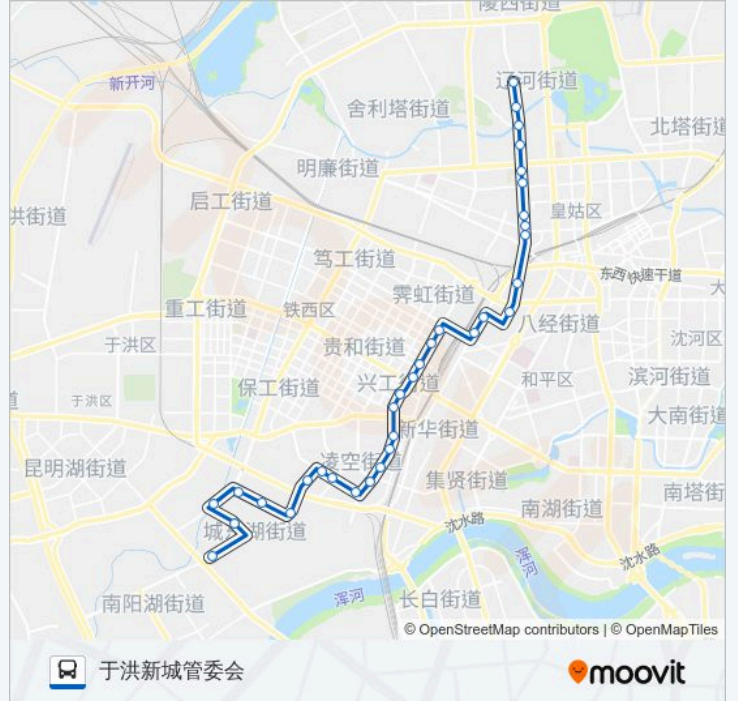 陵西街道
辽河街道
新开河
舍利塔街道
北塔街道
明廉街道
启工街道
洪街道
皇姑区
笃工街道
东西快速干道
霁虹街道
大
重工街道
铁西区
八经街道
沈河区
于洪区
贵和街道
兴工街道
和平区
滨河街道
保工街道
道
于洪区
大南街道
新华街道
昆明湖街道
凌空街道
集贤街道
南塔街
南湖街道
沈水路
湖街道
浑河
沈水路
南阳湖街道
浑河
长白街道
© OpenStreetMap contributors | © OpenMapTiles
于洪新城管委会
moovit